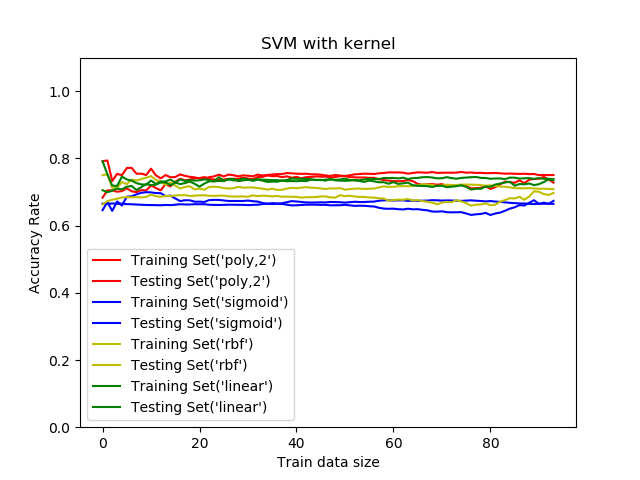 SVM with kernel
1.0
0.8
0.6
0.4
0.2
0.0
Accuracy Rate
Training Set('poly,2')
Testing Set('poly,2')
Training Set('sigmoid')
Testing Set('sigmoid')
Training Set('rbf')
Testing Set('rbf')
Training Set('linear')
Testing Set('linear')
0 20 40 60 80
Train data size